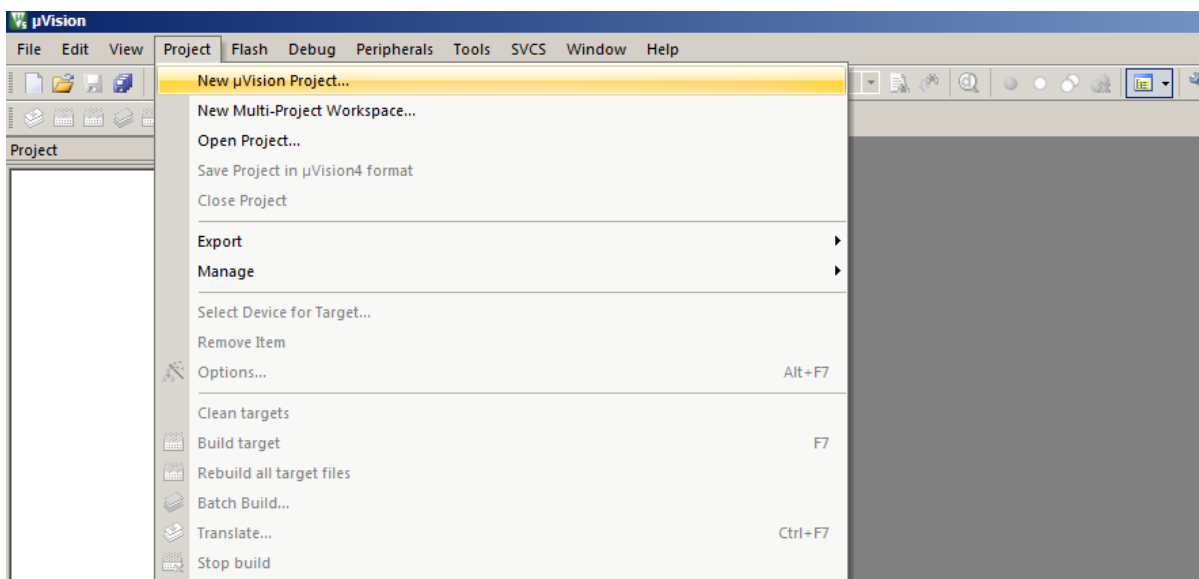 µVision
File Edit View Project Flash Debug Peripherals Tools SVCS Window Help
New µVision Project...
New Multi-Project Workspace...
Project
Open Project...
Save Project in µVision4 format
Close Project
Export
Manage
Select Device for Target...
Remove Item
Options... Alt+F7
Clean targets
Build target F7
Rebuild all target files
Batch Build...
Translate... Ctrl+F7
Stop build